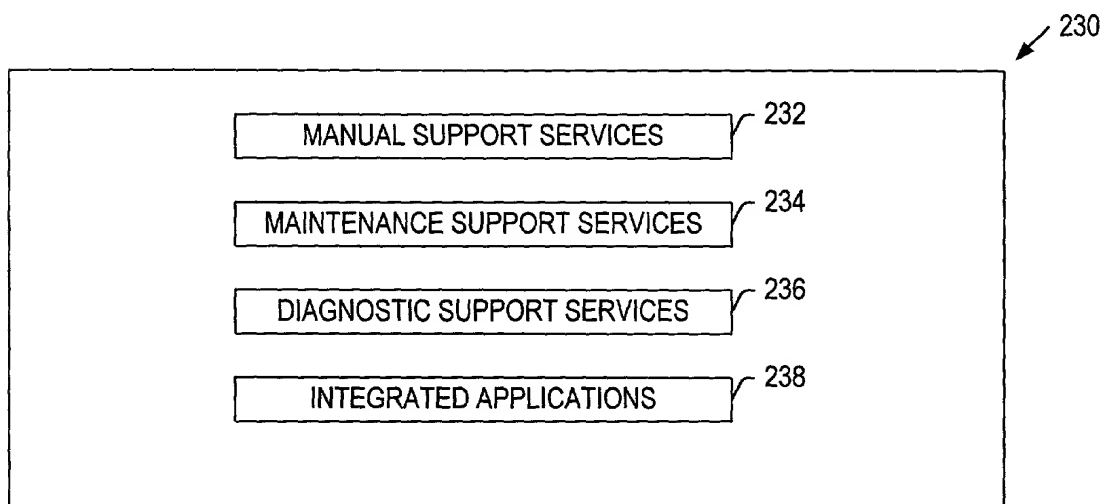 230
MANUAL SUPPORT SERVICES 232
MAINTENANCE SUPPORT SERVICES 234
DIAGNOSTIC SUPPORT SERVICES 236
INTEGRATED APPLICATIONS 238